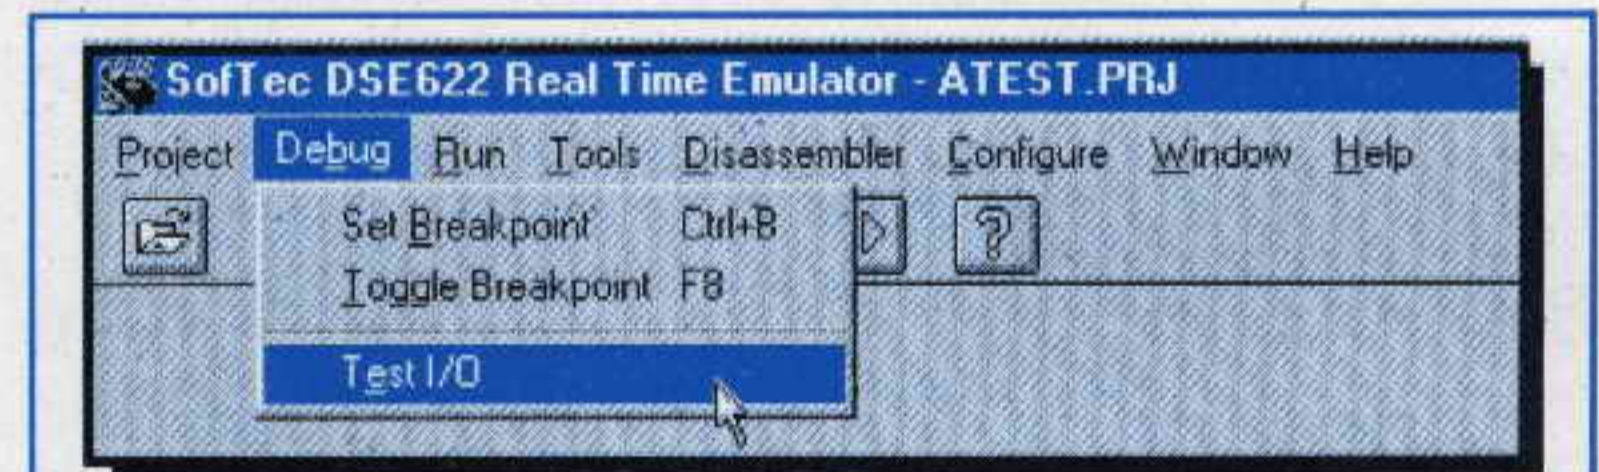 SofTec DSE622 Real Time Emulator - ATEST.PRJ
Project Debug Run Tools Disassembler Configure Window Help
Set Breakpoint Ctrl+B
Toggle Breakpoint F8
Test I/O